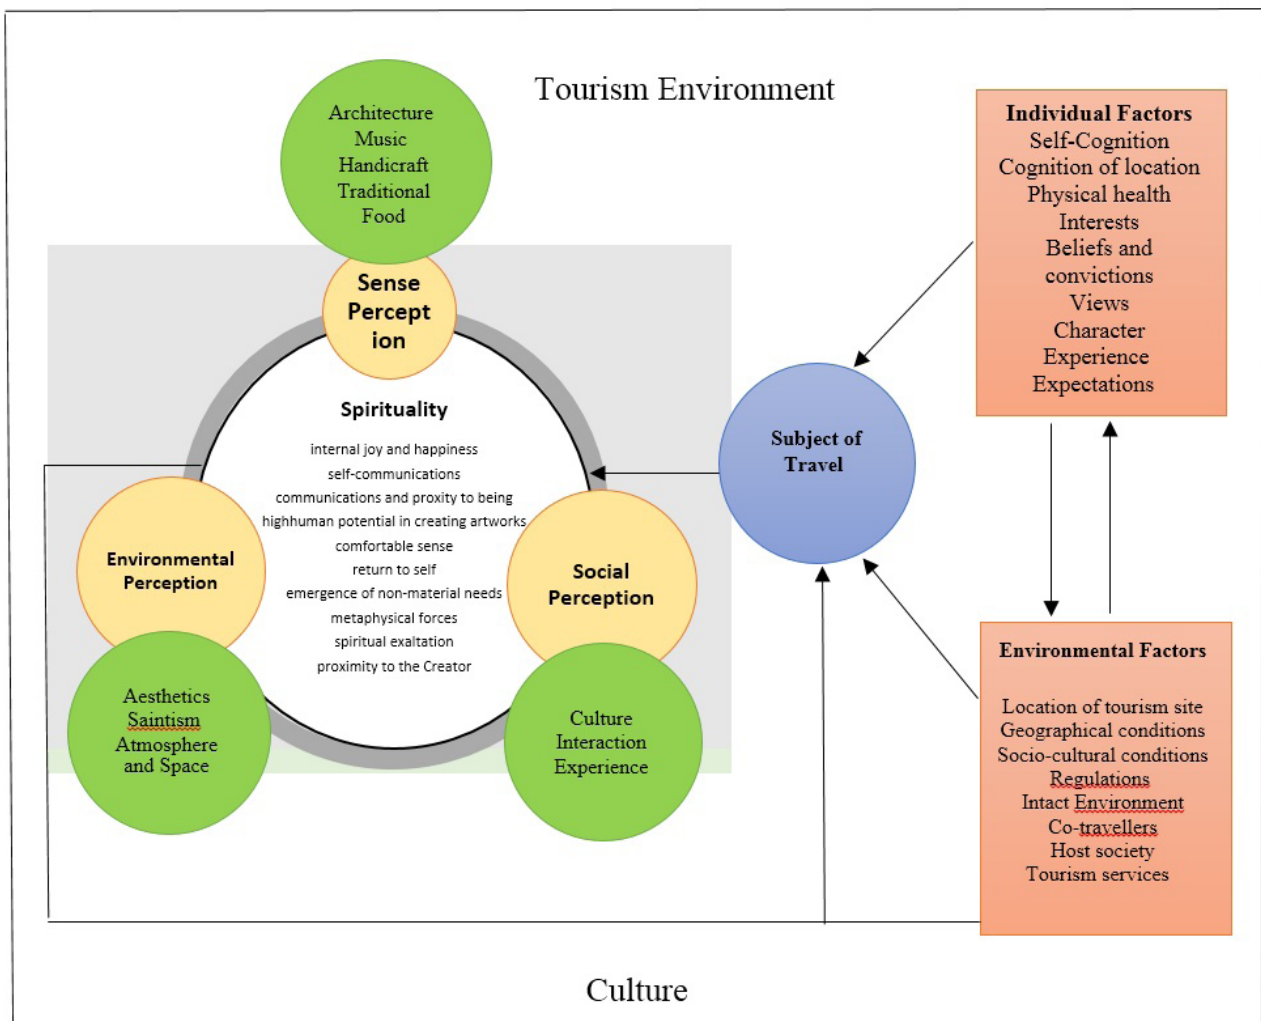 Tourism Environment
Architecture
Music
Handicraft
Traditional
Food
Sense
Percept
ion
Spirituality
internal joy and happiness
self-communications
communications and proxity to being
highhuman potential in creating artworks
comfortable sense
return to self
emergence of non-material needs
metaphysical forces
spiritual exaltation
proximity to the Creator
Environmental
Perception
Aesthetics
Saintism
Atmosphere
and Space
Social
Perception
Culture
Interaction
Experience
Subject of
Travel
Individual Factors
Self-Cognition
Cognition of location
Physical health
Interests
Beliefs and
convictions
Views
Character
Experience
Expectations
Environmental Factors
Location of tourism site
Geographical conditions
Socio-cultural conditions
Regulations
Intact Environment
Co-travellers
Host society
Tourism services
Culture